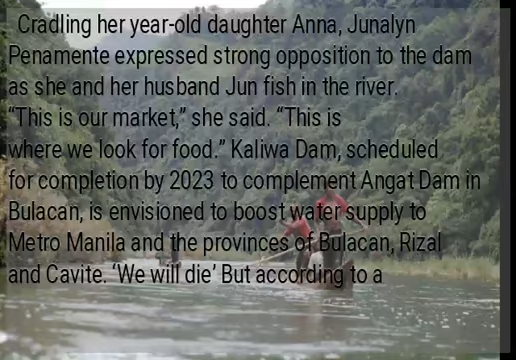 Cradling her year-old daughter Anna, Junalyn
Penamente expressed strong opposition to the dam
as she and her husband Jun fish in the river.
“This is our market,” she said. “This is
where we look for food.” Kaliwa Dam, scheduled
for completion by 2023 to complement Angat Dam in
Bulacan, is envisioned to boost water supply to
Metro Manila and the provinces of Bulacan, Rizal
and Cavite. ‘We will die’ But according to a